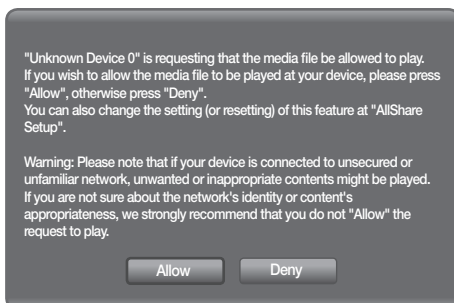 "Unknown Device 0" is requesting that the media file be allowed to play.
If you wish to allow the media file to be played at your device, please press
"Allow", otherwise press "Deny".
You can also change the setting (or resetting) of this feature at "AllShare
Setup".
Warning: Please note that if your device is connected to unsecured or
unfamiliar network, unwanted or inappropriate contents might be played.
If you are not sure about the network's identity or content's
appropriateness, we strongly recommend that you do not "Allow" the
request to play.
Allow Deny